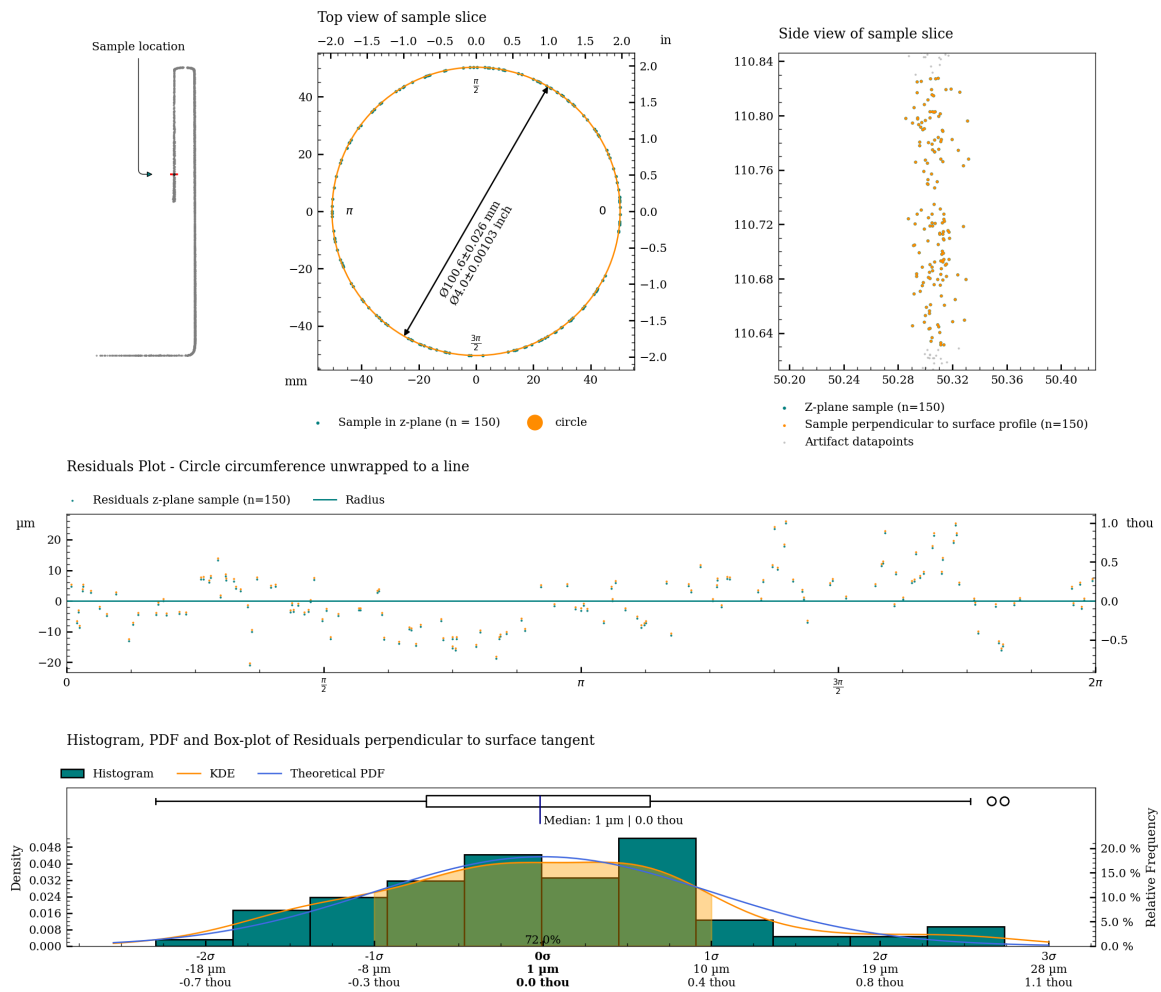 Sample location
Top view of sample slice
−2.0 −1.5 −1.0 −0.5 0.0 0.5 1.0 1.5 2.0 in
40
20
0
−20
−40
2.0
1.5
1.0
0.5
0.0
−0.5
−1.0
−1.5
−2.0
π/2
π
0
3π/2
Ø100.6±0.026 mm
Ø4.0±0.00103 inch
mm −40 −20 0 20 40
Sample in z-plane (n = 150) circle
Side view of sample slice
110.84
110.80
110.76
110.72
110.68
110.64
50.20 50.24 50.28 50.32 50.36 50.40
Z-plane sample (n=150)
Sample perpendicular to surface profile (n=150)
Artifact datapoints
Residuals Plot - Circle circumference unwrapped to a line
Residuals z-plane sample (n=150) Radius
µm
20
10
0
−10
−20
1.0 thou
0.5
0.0
−0.5
0 π/2 π 3π/2 2π
Histogram, PDF and Box-plot of Residuals perpendicular to surface tangent
Histogram KDE Theoretical PDF
Median: 1 µm | 0.0 thou
Density
0.048
0.040
0.032
0.024
0.016
0.008
0.000
20.0 %
15.0 %
10.0 %
5.0 %
0.0 %
Relative Frequency
72.0%
-2σ -1σ 0σ 1σ 2σ 3σ
-18 µm -8 µm 1 µm 10 µm 19 µm 28 µm
-0.7 thou -0.3 thou 0.0 thou 0.4 thou 0.8 thou 1.1 thou